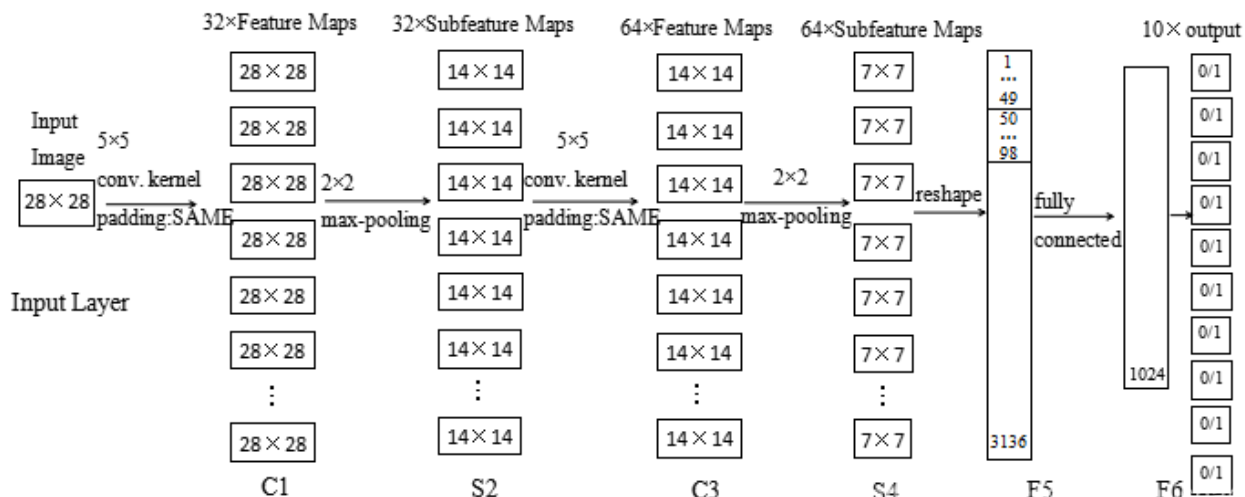 32×Feature Maps
32×Subfeature Maps
64×Feature Maps
64×Subfeature Maps
10× output
Input
Image
28×28
Input Layer
5×5
conv. kernel
padding:SAME
28×28
28×28
28×28
28×28
28×28
28×28
⋮
28×28
C1
2×2
max-pooling
14×14
14×14
14×14
14×14
14×14
14×14
⋮
14×14
S2
5×5
conv. kernel
padding:SAME
14×14
14×14
14×14
14×14
14×14
14×14
⋮
14×14
C3
2×2
max-pooling
7×7
7×7
7×7
7×7
7×7
7×7
⋮
7×7
S4
reshape
1
...
49
50
...
98
3136
F5
fully
connected
1024
F6
0/1
0/1
0/1
0/1
0/1
0/1
0/1
0/1
0/1
0/1